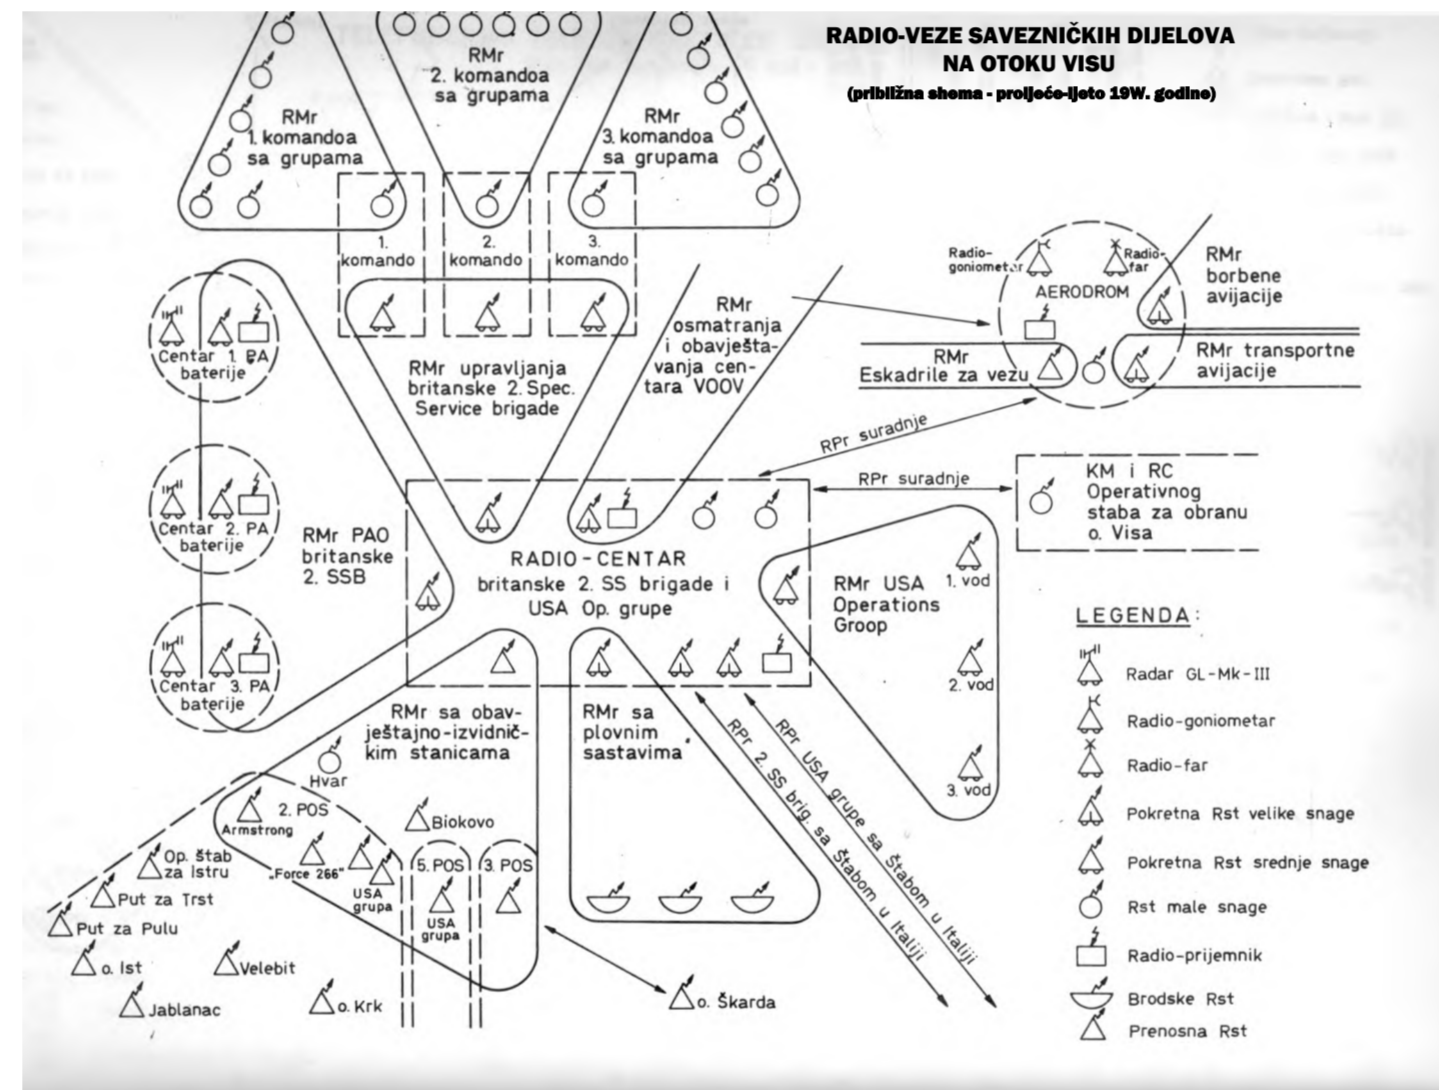 RADIO-VEZE SAVEZNIČKIH DIJELOVA
NA OTOKU VISU
(približna shema - proljeće-ljeto 19W. godine)
RMr
2. komandoa
sa grupama
RMr
1. komandoa
sa grupama
RMr
3. komandoa
sa grupama
1.
komando
2.
komando
3.
komando
Radio-
goniometar
Radio-
far
AERODROM
RMr
borbene
avijacije
RMr
Eskadrile za vezu
RMr transportne
avijacije
Centar 1. PA
baterije
RMr upravljanja
britanske 2. Spec.
Service brigade
RMr
osmatranja
i obavješta-
vanja cen-
tara VOOV
RPr suradnje
RPr suradnje
KM i RC
Operativnog
staba za obranu
o. Visa
Centar 2. PA
baterije
RMr PAO
britanske
2. SSB
RADIO-CENTAR
britanske 2. SS brigade i
USA Op. grupe
RMr USA
Operations
Groop
1. vod
2. vod
3. vod
Centar 3. PA
baterije
RMr sa obav-
ještajno-izvidnič-
kim stanicama
RMr sa
plovnim
sastavima
RPr 2. SS brig. sa Štabom u Italiji
RPr USA grupe sa Štabom u Italiji
Hvar
2. POS
Armstrong
„Force 266"
USA
grupa
Biokovo
5. POS
USA
grupa
3. POS
Op. štab
za Istru
Put za Trst
Put za Pulu
o. Ist
Velebit
Jablanac
o. Krk
o. Škarda
LEGENDA:
Radar GL-Mk-III
Radio-goniometar
Radio-far
Pokretna Rst velike snage
Pokretna Rst srednje snage
Rst male snage
Radio-prijemnik
Brodske Rst
Prenosna Rst